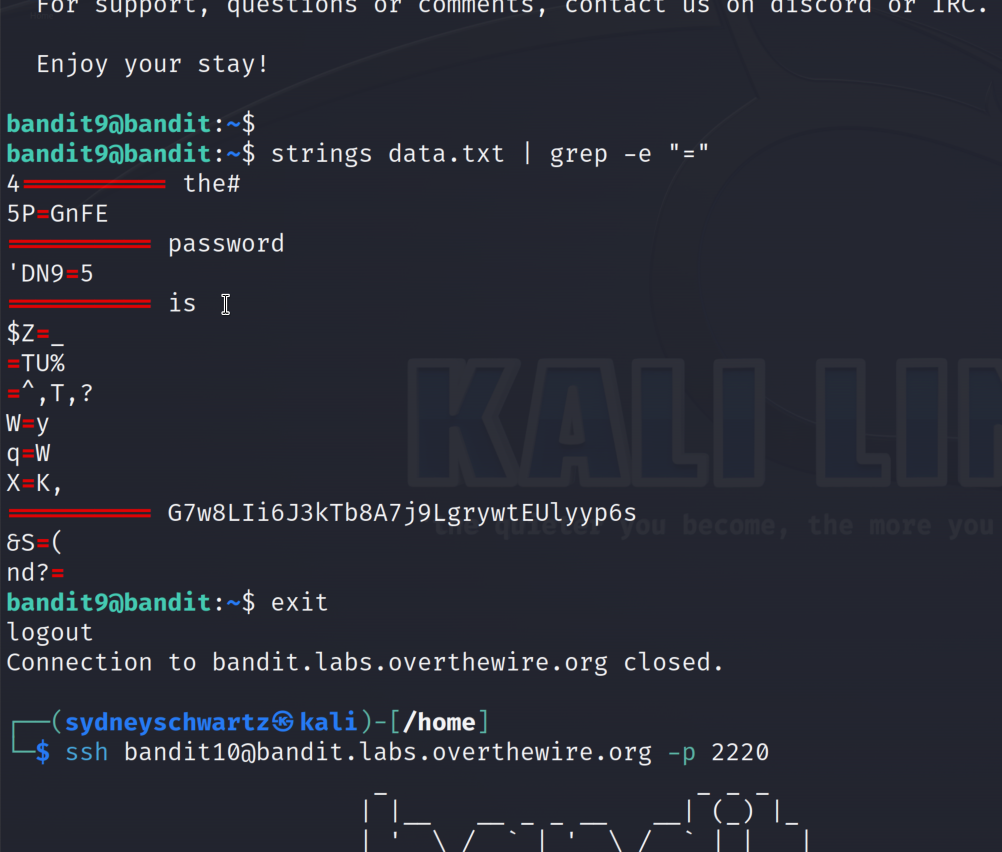 For support, questions or comments, contact us on discord or IRC.
Enjoy your stay!
bandit9@bandit:~$
bandit9@bandit:~$ strings data.txt | grep -e "="
4========== the#
5P=GnFE
========== password
'DN9=5
========== is
$Z=_
=TU%
=^,T,?
W=y
q=W
X=K,
========== G7w8LIi6J3kTb8A7j9LgrywtEUlyyp6s
&S=(
nd?=
bandit9@bandit:~$ exit
logout
Connection to bandit.labs.overthewire.org closed.
┌──(sydneyschwartz㉿kali)-[/home]
└─$ ssh bandit10@bandit.labs.overthewire.org -p 2220
KALI LIN
the quieter you become, the more you